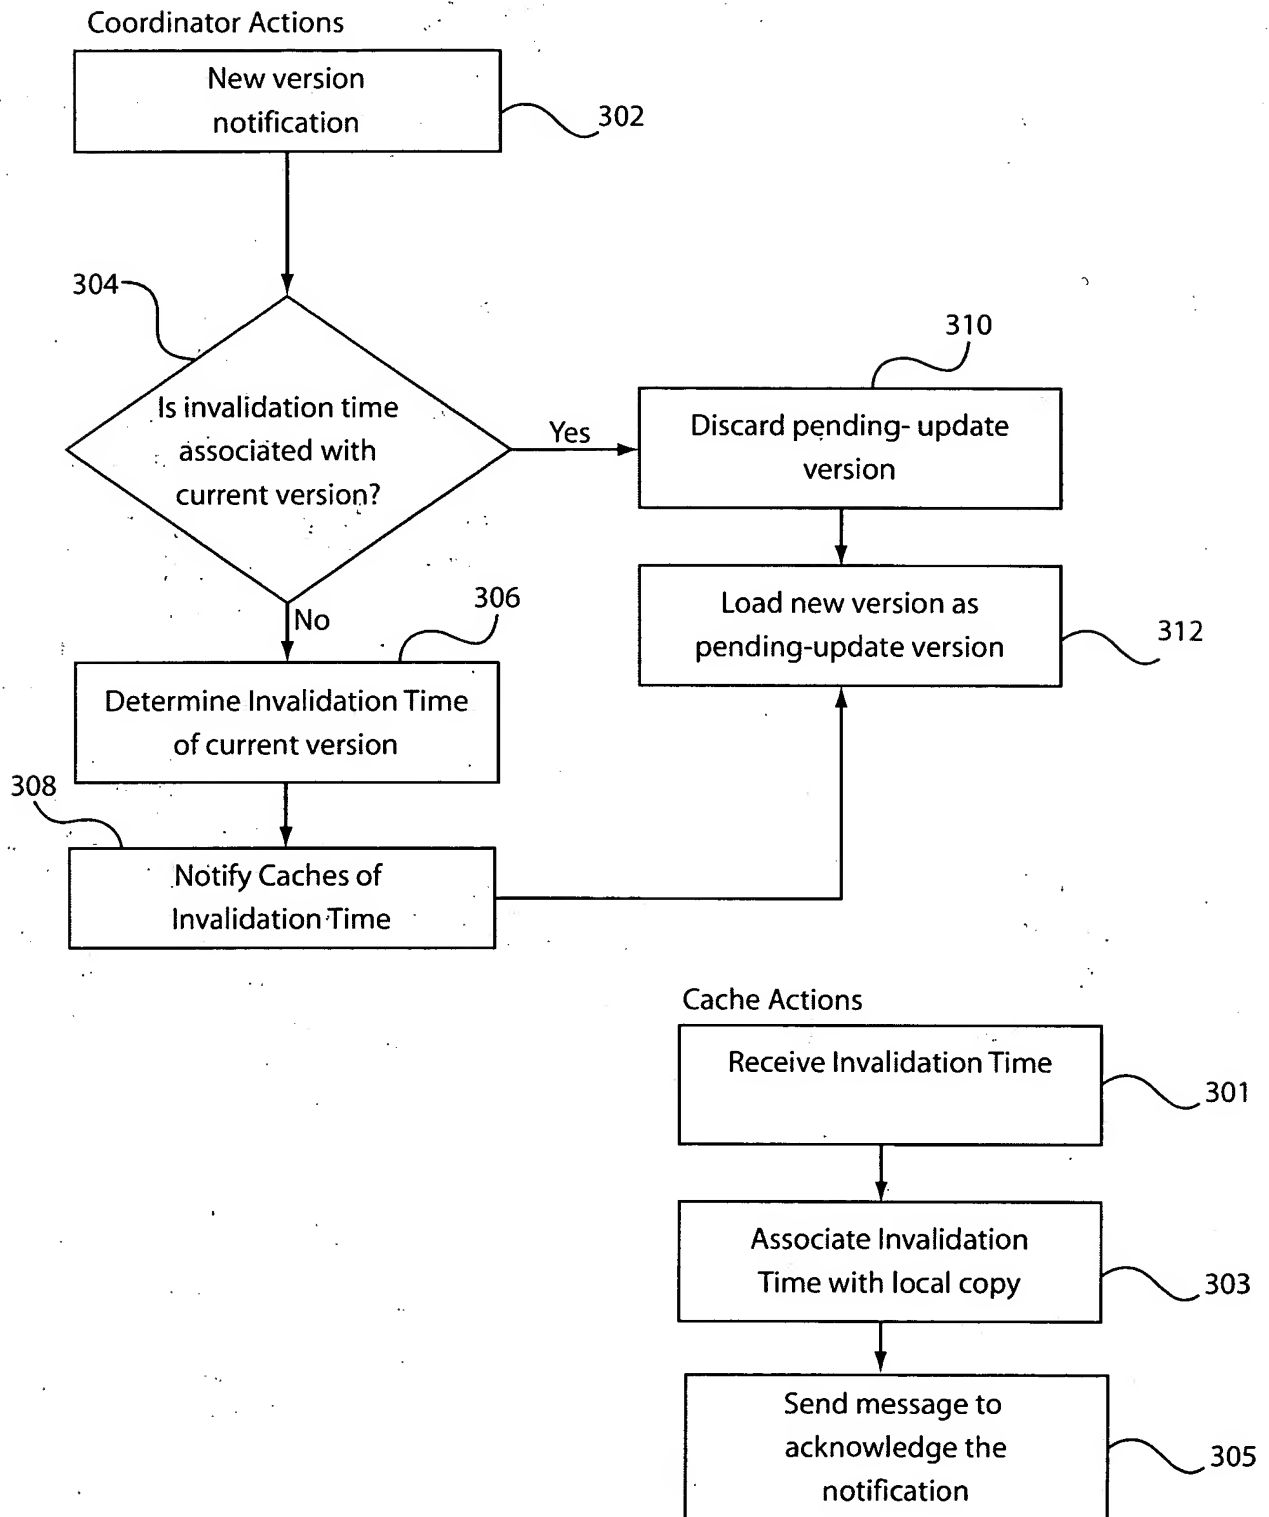 Coordinator Actions
New version
notification
302
304
Is invalidation time
associated with
current version?
Yes
310
Discard pending- update
version
Load new version as
pending-update version
312
No
306
Determine Invalidation Time
of current version
308
Notify Caches of
Invalidation Time
Cache Actions
Receive Invalidation Time
301
Associate Invalidation
Time with local copy
303
Send message to
acknowledge the
notification
305